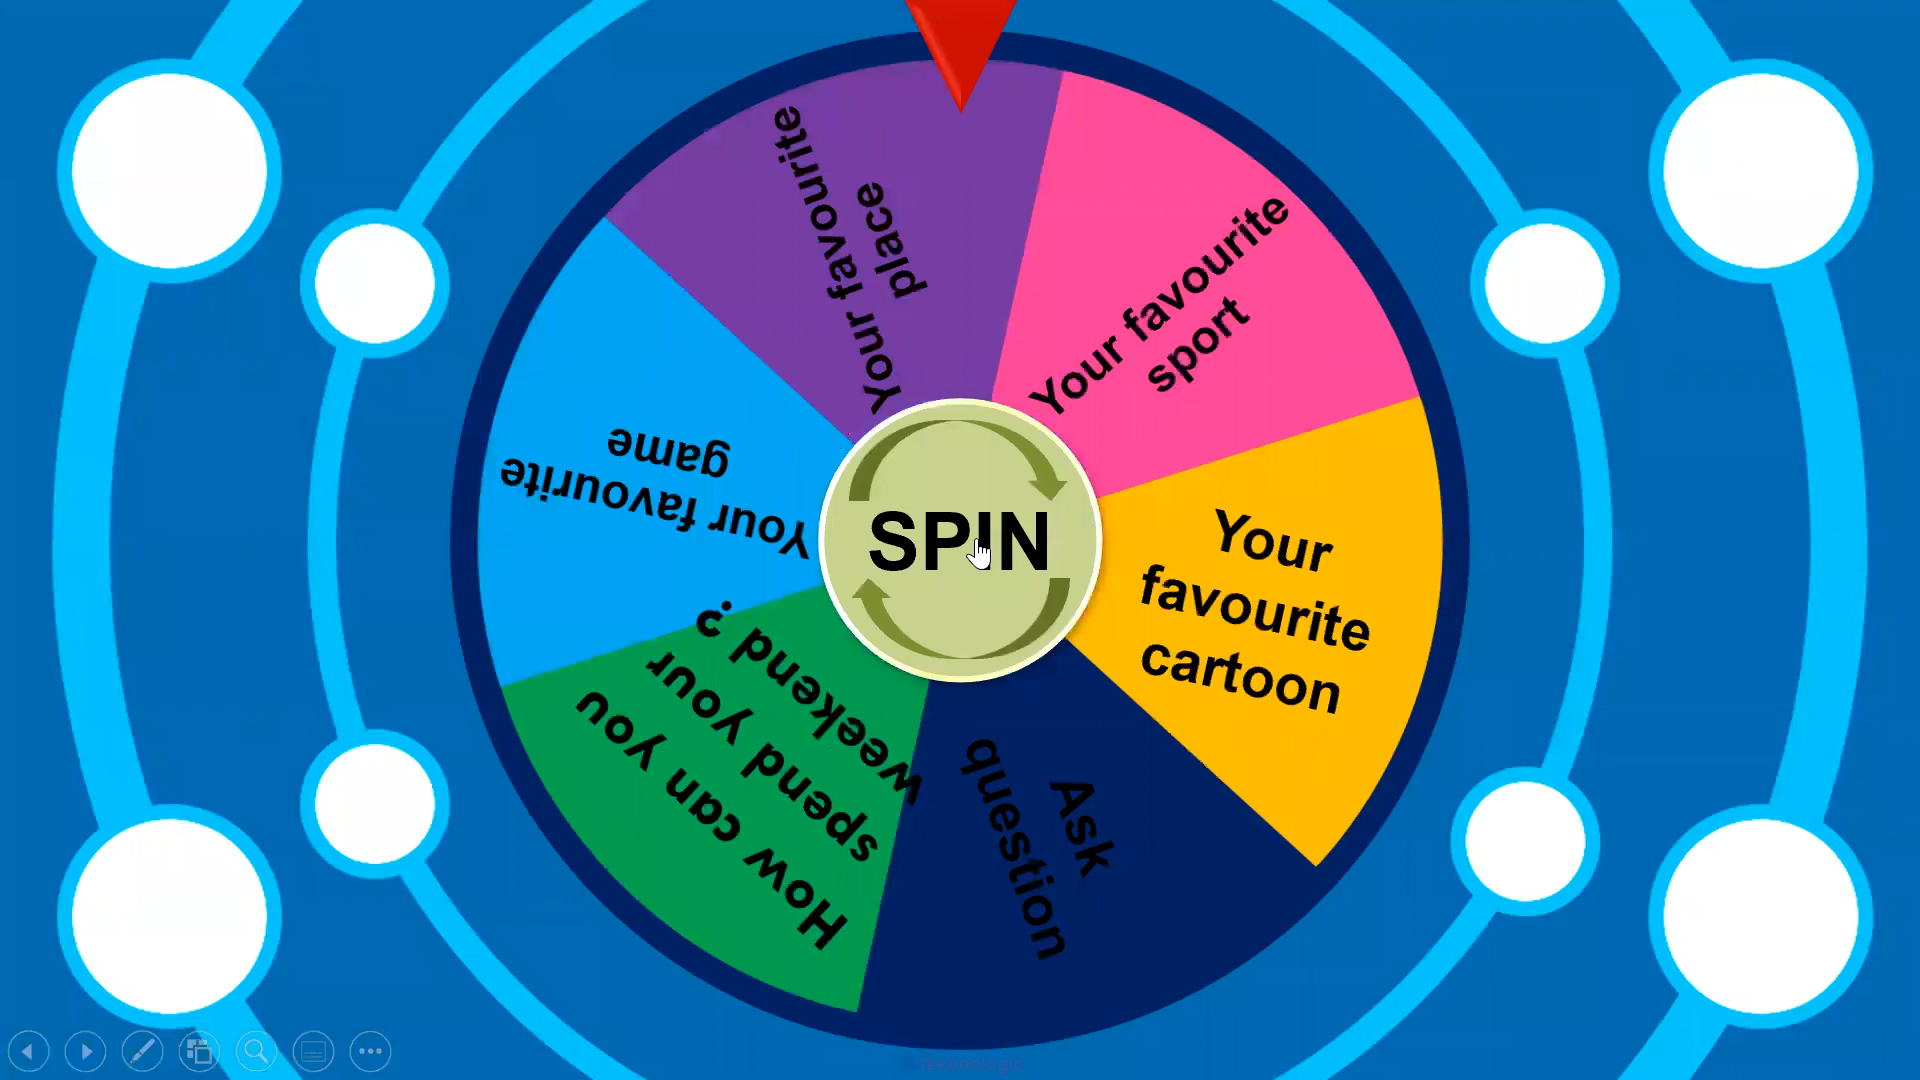 Your favourite
place
Your favourite
sport
Your
favourite
cartoon
Ask
question
How can you
spend your
weekend ?
Your favourite
game
SPIN